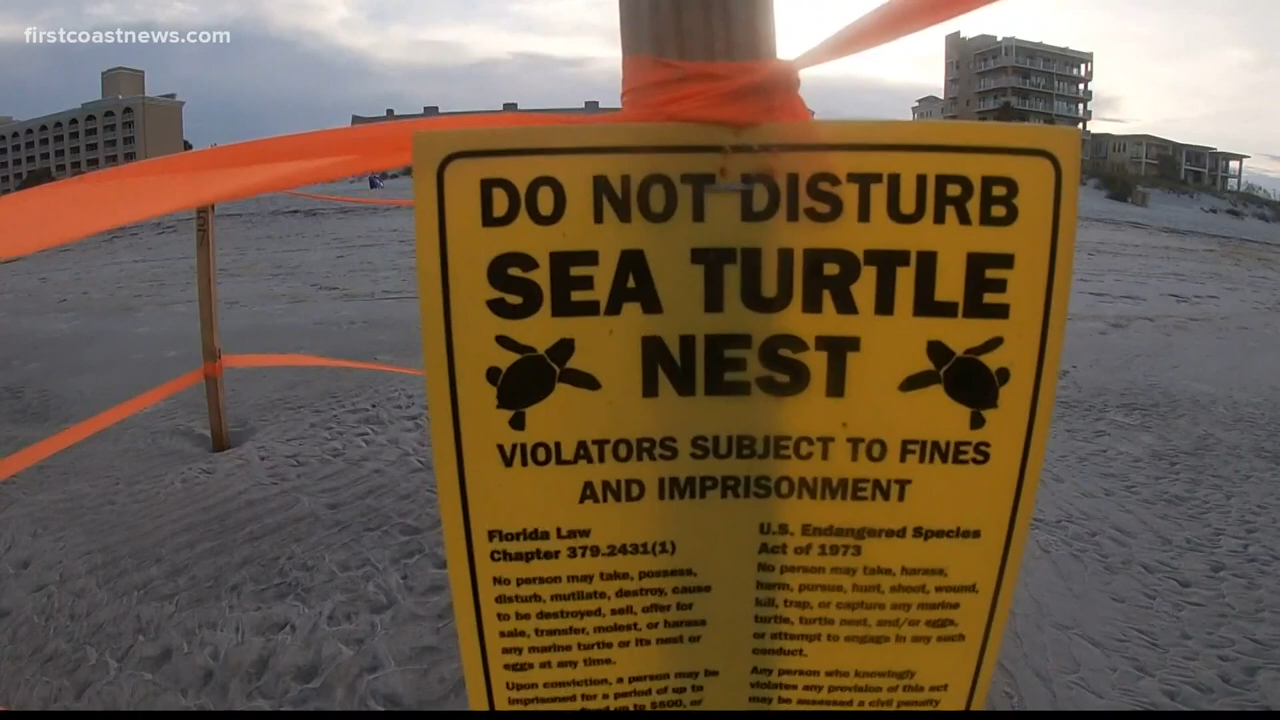 firstcoastnews.com
57
DO NOT DISTURB
SEA TURTLE
NEST
VIOLATORS SUBJECT TO FINES
AND IMPRISONMENT
Florida Law
Chapter 379.2431(1)
No person may take, possess,
disturb, mutilate, destroy, cause
to be destroyed, sell, offer for
sale, transfer, molest, or harass
any marine turtle or its nest or
eggs at any time.
Upon conviction, a person may be
imprisoned for a period of up to
up to $500, or
U.S. Endangered Species
Act of 1973
No person may take, harass,
harm, pursue, hunt, shoot, wound,
kill, trap, or capture any marine
turtle, turtle nest, and/or eggs,
or attempt to engage in any such
conduct.
Any person who knowingly
violates any provision of this act
may be assessed a civil penalty